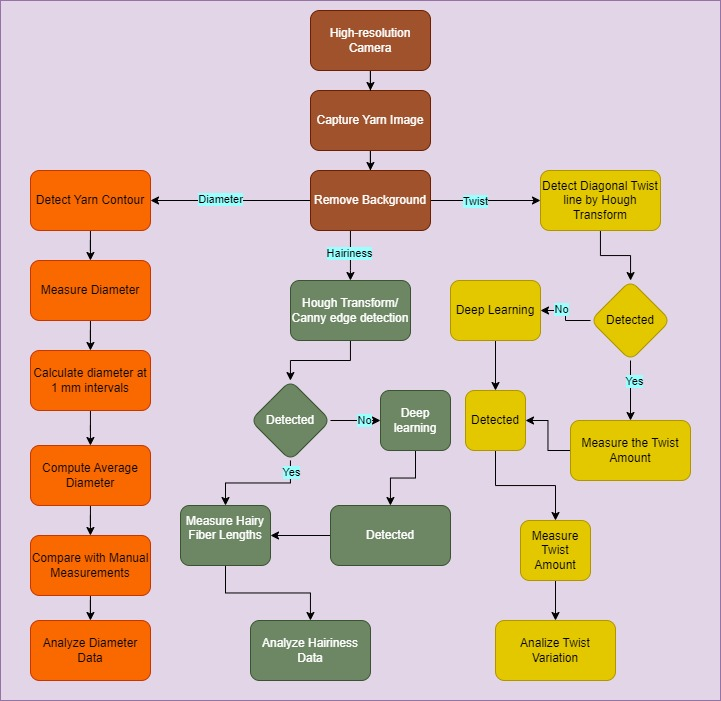 High-resolution
Camera
Capture Yarn Image
Remove Background
Diameter
Twist
Hairiness
Detect Yarn Contour
Measure Diameter
Calculate diameter at
1 mm intervals
Compute Average
Diameter
Compare with Manual
Measurements
Analyze Diameter
Data
Hough Transform/
Canny edge detection
Detected
No
Deep
learning
Yes
Measure Hairy
Fiber Lengths
Detected
Analyze Hairiness
Data
Detect Diagonal Twist
line by Hough
Transform
Detected
No
Deep Learning
Yes
Measure the Twist
Amount
Detected
Measure
Twist
Amount
Analize Twist
Variation